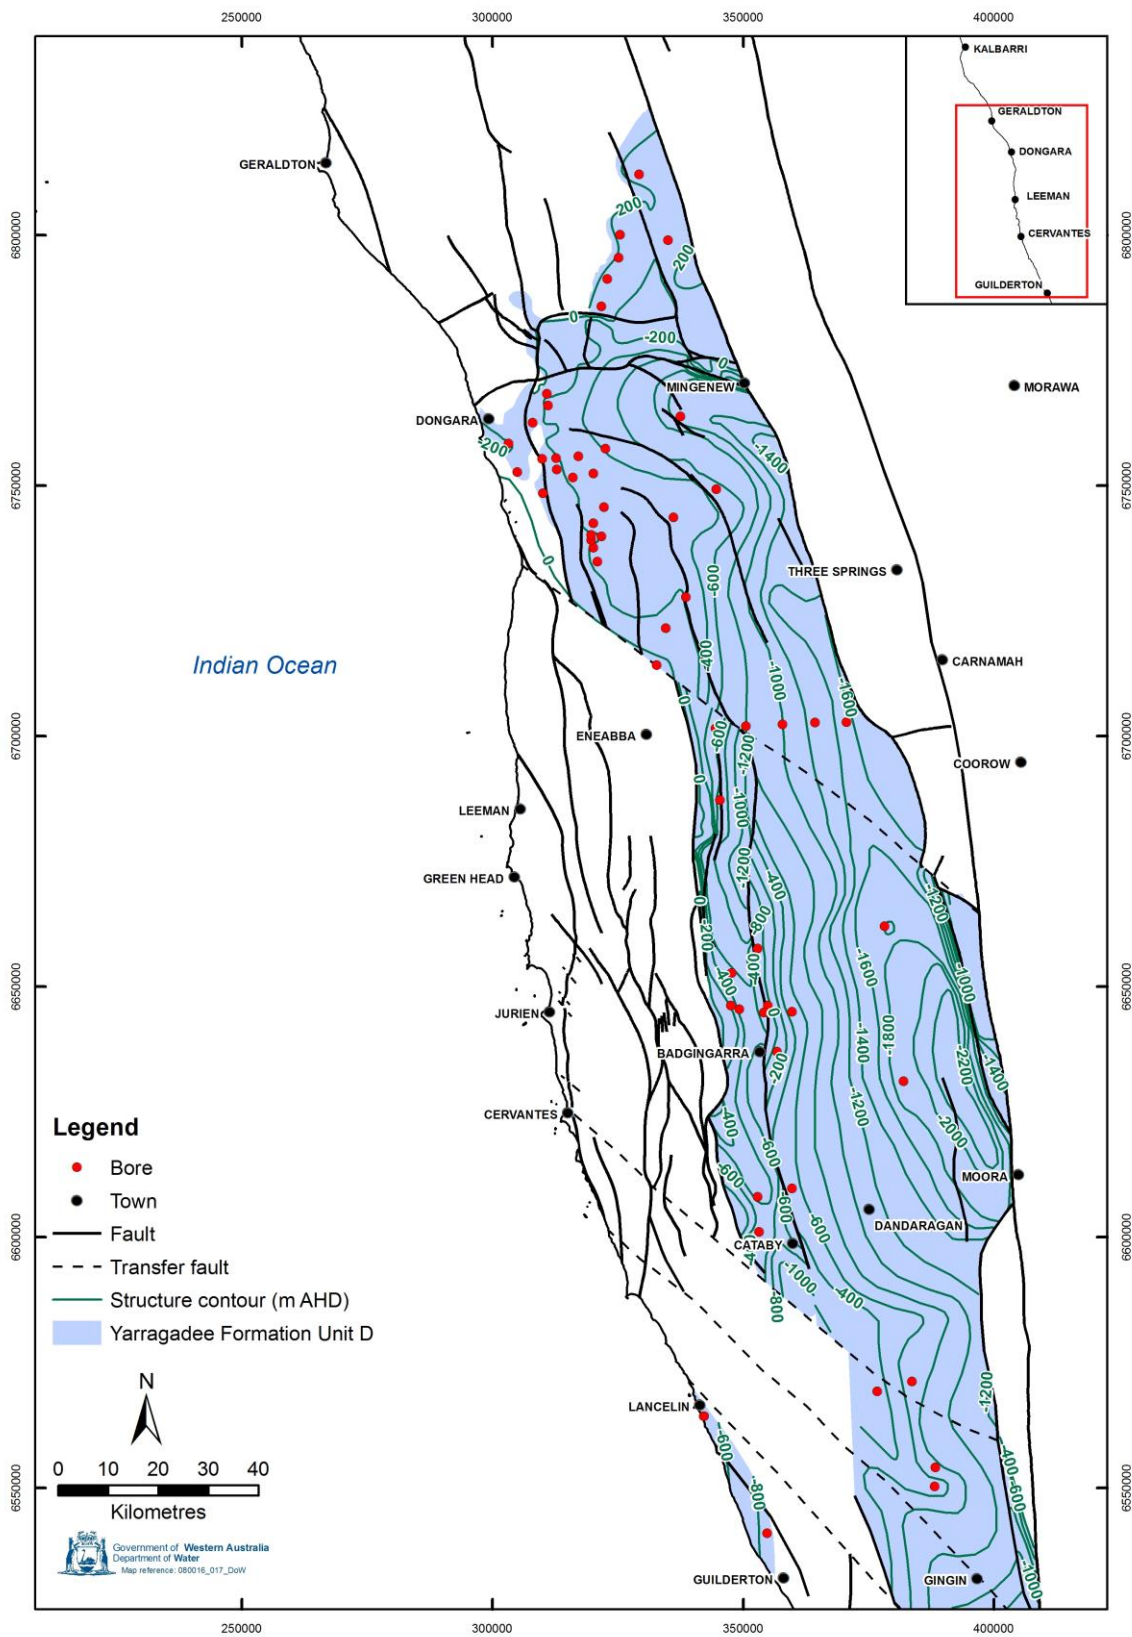 250000
300000
350000
400000
KALBARRI
GERALDTON
DONGARA
LEEMAN
CERVANTES
GUILDERTON
GERALDTON
200
6800000
6800000
200
0
-200
0
MINGENEW
MORAWA
DONGARA
-200
-1400
6750000
6750000
0
THREE SPRINGS
-600
-400
CARNAMAH
Indian Ocean
-1000
-1600
0
6700000
6700000
ENEABBA
-600
-1200
COOROW
0
-1000
LEEMAN
-1200
GREEN HEAD
-400
-1200
0
-800
-200
-400
-400
-1600
-1000
6650000
6650000
JURIEN
0
-1800
-1400
BADGINGARRA
-200
-2200
-1400
CERVANTES
-1200
-400
-2000
Legend
Bore
Town
Fault
Transfer fault
Structure contour (m AHD)
Yarragadee Formation Unit D
-600
-600
MOORA
-600
-600
DANDARAGAN
6600000
6600000
CATABY
-1000
-800
-400
N
LANCELIN
-1200
-600
-400
-600
0 10 20 30 40
Kilometres
6550000
6550000
-800
Government of Western Australia
Department of Water
Map reference: 080016_017_DoW
GUILDERTON
GINGIN
-1000
250000
300000
350000
400000